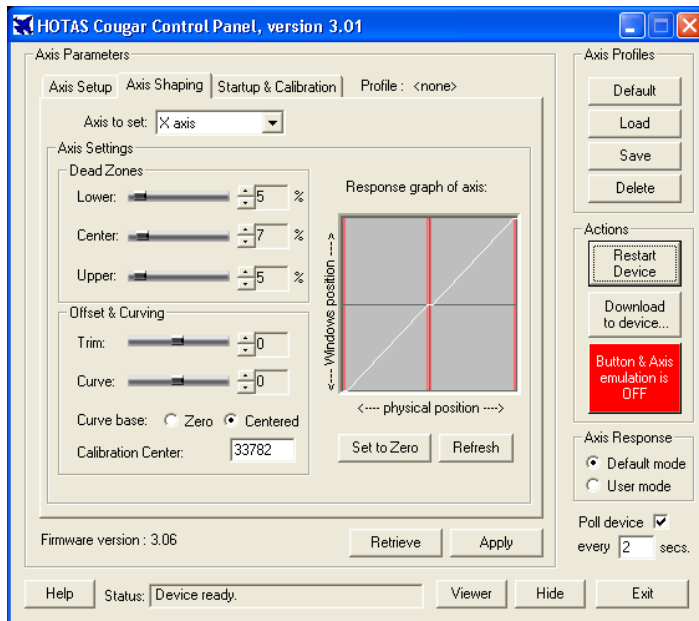 HOTAS Cougar Control Panel, version 3.01
Axis Parameters
Axis Setup Axis Shaping Startup & Calibration Profile : <none>
Axis to set: X axis
Axis Settings
Dead Zones
Lower: 5 %
Center: 7 %
Upper: 5 %
Offset & Curving
Trim: 0
Curve: 0
Curve base: Zero Centered
Calibration Center: 33782
Response graph of axis:
<--- Windows position --->
<---- physical position ---->
Set to Zero Refresh
Firmware version : 3.06
Retrieve Apply
Axis Profiles
Default
Load
Save
Delete
Actions
Restart
Device
Download
to device...
Button & Axis
emulation is
OFF
Axis Response
Default mode
User mode
Poll device
every 2 secs.
Help Status: Device ready. Viewer Hide Exit